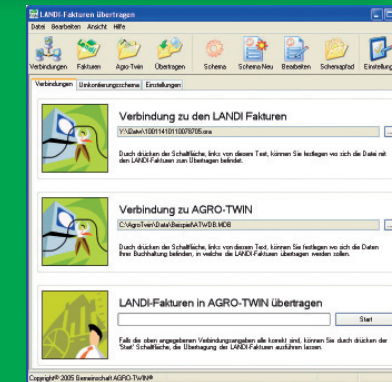 LANDI-Fakturen übertragen
Datei Bearbeiten Ansicht Hilfe
Verbindungen Fakturen Agro-Twin Übertragen Schema Schema Neu Bearbeiten Schemapfad Einstellung
Verbindungen Umkontierungsschema Einstellungen
Verbindung zu den LANDI Fakturen
Durch drücken der Schaltfläche, links von diesem Text, können Sie festlegen wo sich die Datei mit
den LANDI-Fakturen zum Übertragen befindet.
Verbindung zu AGRO-TWIN
C:\AgroTwin\Data\Beispiel\ATWDB.MDB
Durch drücken der Schaltfläche, links von diesem Text, können Sie festlegen wo sich die Daten
Ihrer Buchhaltung befinden, in welche die LANDI-Fakturen übertragen werden sollen.
LANDI-Fakturen in AGRO-TWIN übertragen
Start
Falls die oben angegebenen Verbindungsangaben alle korrekt sind, können Sie durch drücken der
'Start' Schaltfläche, die Übertragung der LANDI-Fakturen ausführen lassen.
Copyright© 2005 Gemeinschaft AGRO-TWIN®